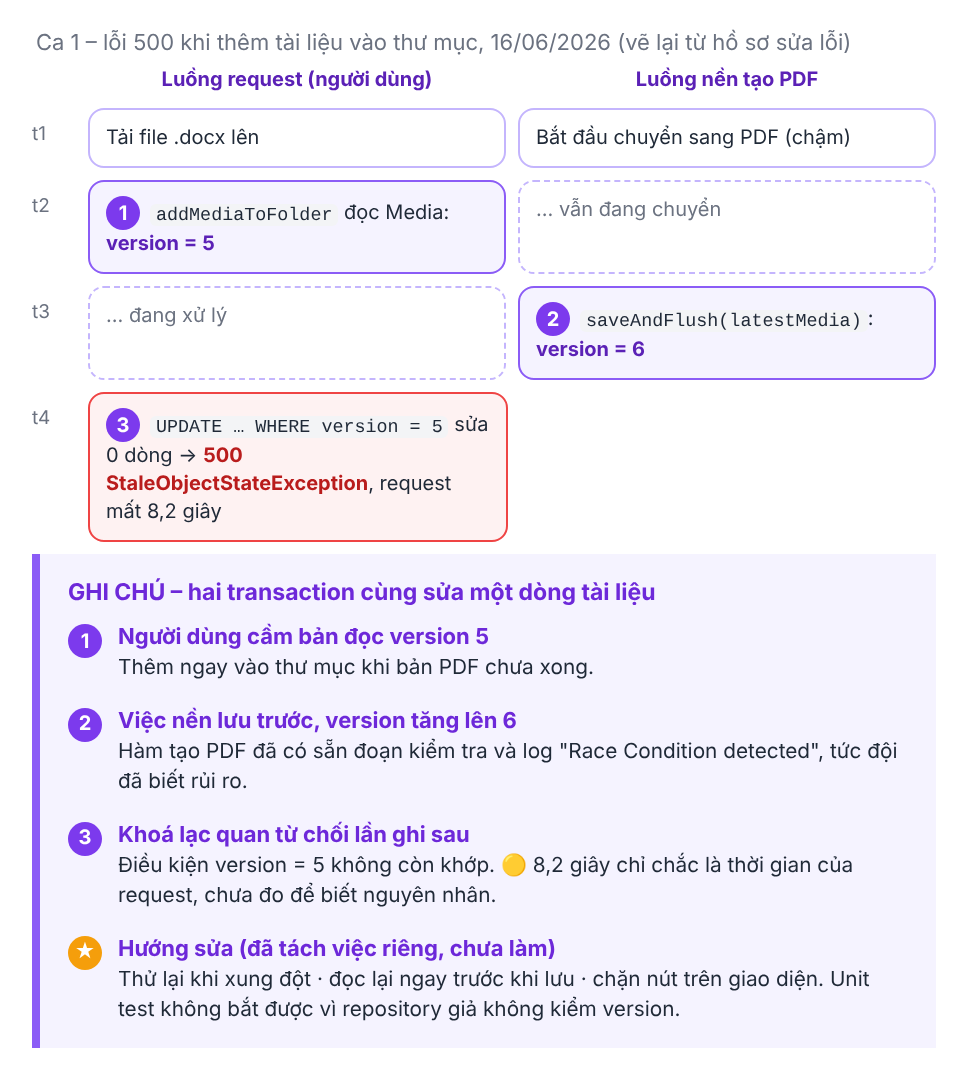 Ca 1 – lỗi 500 khi thêm tài liệu vào thư mục, 16/06/2026 (vẽ lại từ hồ sơ sửa lỗi)
Luồng request (người dùng)
Luồng nền tạo PDF
t1
Tải file .docx lên
Bắt đầu chuyển sang PDF (chậm)
t2
1 addMediaToFolder đọc Media:
version = 5
... vẫn đang chuyển
t3
... đang xử lý
2 saveAndFlush(latestMedia) :
version = 6
t4
3 UPDATE … WHERE version = 5 sửa
0 dòng → 500
StaleObjectStateException, request
mất 8,2 giây
GHI CHÚ – hai transaction cùng sửa một dòng tài liệu
1 Người dùng cầm bản đọc version 5
Thêm ngay vào thư mục khi bản PDF chưa xong.
2 Việc nền lưu trước, version tăng lên 6
Hàm tạo PDF đã có sẵn đoạn kiểm tra và log "Race Condition detected", tức đội
đã biết rủi ro.
3 Khoá lạc quan từ chối lần ghi sau
Điều kiện version = 5 không còn khớp. 🟡 8,2 giây chỉ chắc là thời gian của
request, chưa đo để biết nguyên nhân.
★ Hướng sửa (đã tách việc riêng, chưa làm)
Thử lại khi xung đột · đọc lại ngay trước khi lưu · chặn nút trên giao diện. Unit
test không bắt được vì repository giả không kiểm version.